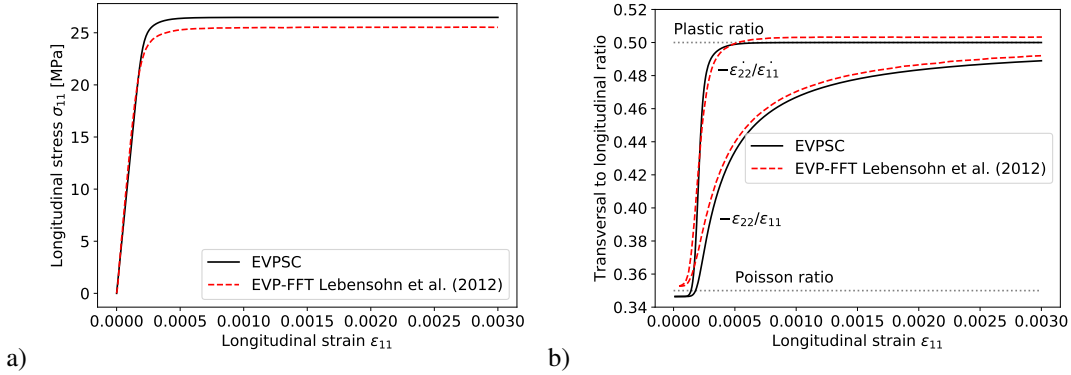 25
20
15
10
5
0
Longitudinal stress σ₁₁ [MPa]
EVPSC
EVP-FFT Lebensohn et al. (2012)
0.0000 0.0005 0.0010 0.0015 0.0020 0.0025 0.0030
Longitudinal strain ε₁₁
a)
0.52
0.50
0.48
0.46
0.44
0.42
0.40
0.38
0.36
0.34
Transversal to longitudinal ratio
Plastic ratio
−ε̇₂₂/ε̇₁₁
EVPSC
EVP-FFT Lebensohn et al. (2012)
−ε₂₂/ε₁₁
Poisson ratio
0.0000 0.0005 0.0010 0.0015 0.0020 0.0025 0.0030
Longitudinal strain ε₁₁
b)